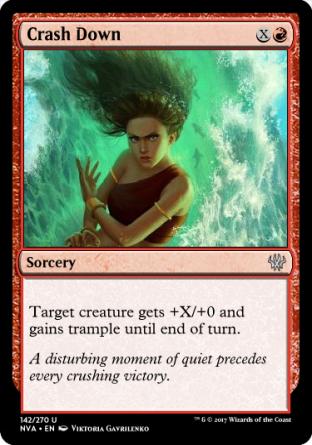 Crash Down X R
Sorcery
Target creature gets +X/+0 and
gains trample until end of turn.
A disturbing moment of quiet precedes
every crushing victory.
142/270 U
NVA • EN Viktoria Gavrilenko
™ & © 2017 Wizards of the Coast